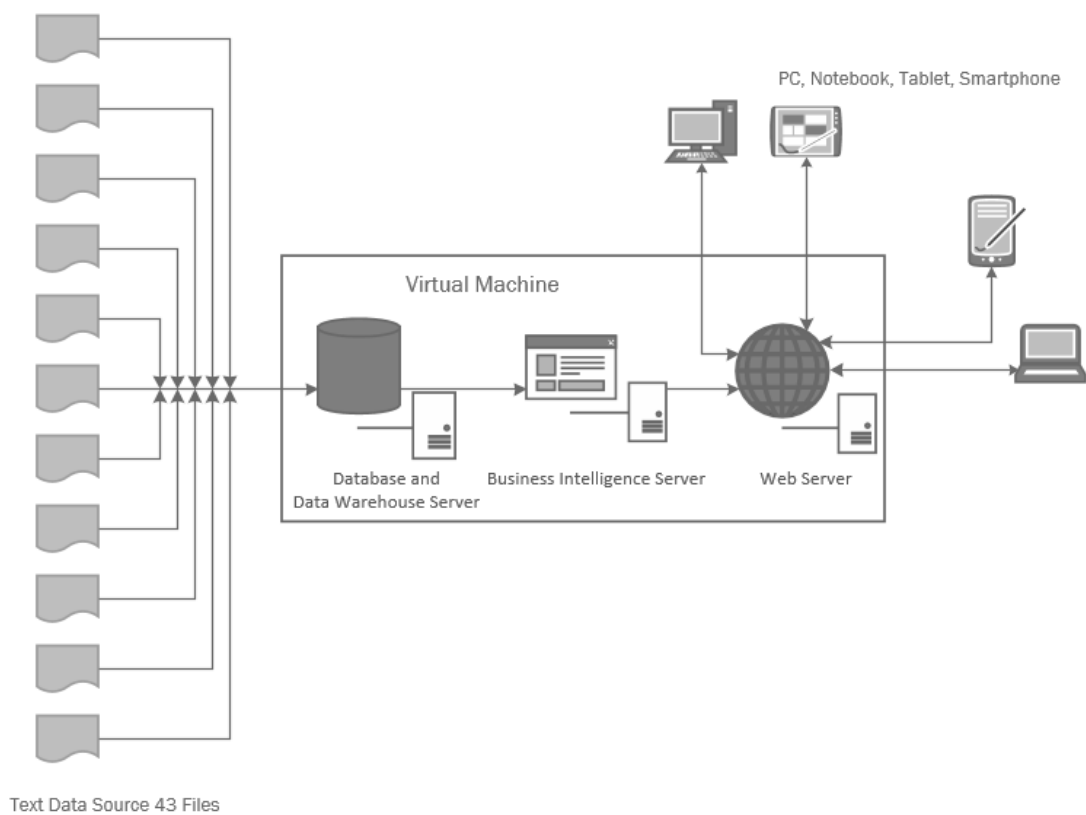 PC, Notebook, Tablet, Smartphone
Virtual Machine
Database and
Data Warehouse Server
Business Intelligence Server
Web Server
Text Data Source 43 Files